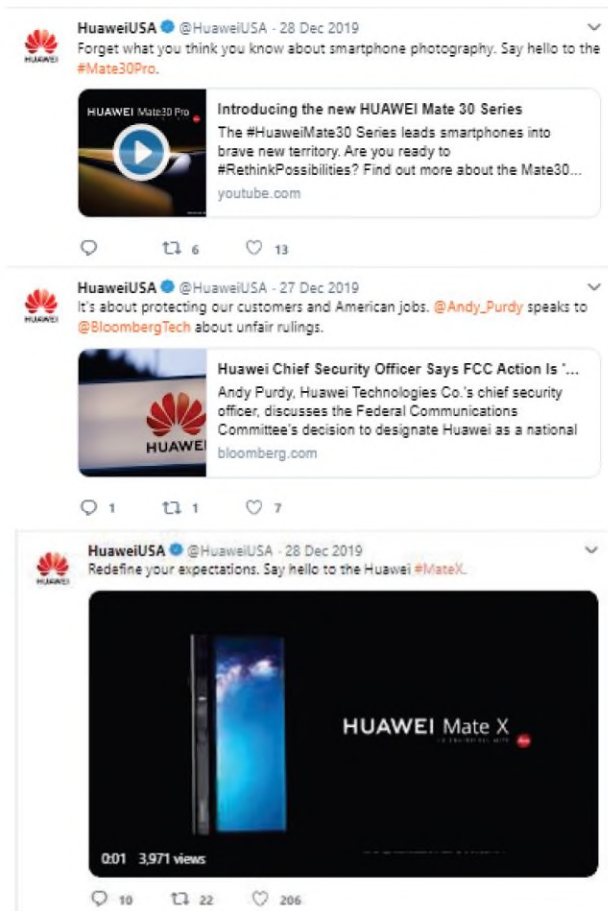 HuaweiUSA @HuaweiUSA · 28 Dec 2019
Forget what you think you know about smartphone photography. Say hello to the
#Mate30Pro.
HUAWEI
HUAWEI Mate30 Pro
Introducing the new HUAWEI Mate 30 Series
The #HuaweiMate30 Series leads smartphones into
brave new territory. Are you ready to
#RethinkPossibilities? Find out more about the Mate30...
youtube.com
6 13
HuaweiUSA @HuaweiUSA · 27 Dec 2019
It's about protecting our customers and American jobs. @Andy_Purdy speaks to
@BloombergTech about unfair rulings.
HUAWEI
HUAWEI
Huawei Chief Security Officer Says FCC Action Is '...
Andy Purdy, Huawei Technologies Co.'s chief security
officer, discusses the Federal Communications
Committee's decision to designate Huawei as a national
bloomberg.com
1 1 7
HuaweiUSA @HuaweiUSA · 28 Dec 2019
Redefine your expectations. Say hello to the Huawei #MateX.
HUAWEI
HUAWEI Mate X
0:01 3,971 views
10 22 206